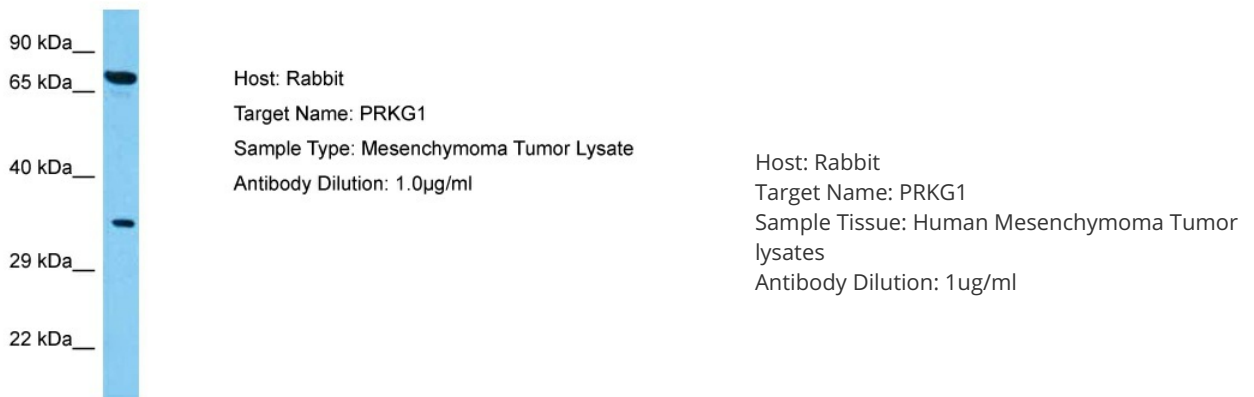 90 kDa__
65 kDa__
40 kDa__
29 kDa__
22 kDa__
Host: Rabbit
Target Name: PRKG1
Sample Type: Mesenchymoma Tumor Lysate
Antibody Dilution: 1.0µg/ml
Host: Rabbit
Target Name: PRKG1
Sample Tissue: Human Mesenchymoma Tumor
lysates
Antibody Dilution: 1ug/ml